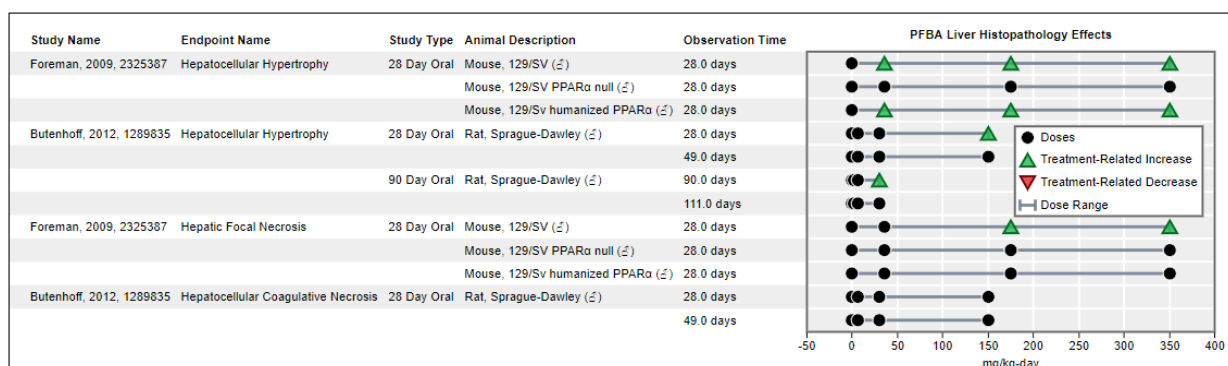 PFBA Liver Histopathology Effects
Study Name Endpoint Name Study Type Animal Description Observation Time
Foreman, 2009, 2325387 Hepatocellular Hypertrophy 28 Day Oral Mouse, 129/SV (♂) 28.0 days
Mouse, 129/SV PPARα null (♂) 28.0 days
Mouse, 129/Sv humanized PPARα (♂) 28.0 days
Butenhoff, 2012, 1289835 Hepatocellular Hypertrophy 28 Day Oral Rat, Sprague-Dawley (♂) 28.0 days
49.0 days
90 Day Oral Rat, Sprague-Dawley (♂) 90.0 days
111.0 days
Foreman, 2009, 2325387 Hepatic Focal Necrosis 28 Day Oral Mouse, 129/SV (♂) 28.0 days
Mouse, 129/SV PPARα null (♂) 28.0 days
Mouse, 129/Sv humanized PPARα (♂) 28.0 days
Butenhoff, 2012, 1289835 Hepatocellular Coagulative Necrosis 28 Day Oral Rat, Sprague-Dawley (♂) 28.0 days
49.0 days
Doses
Treatment-Related Increase
Treatment-Related Decrease
Dose Range
-50 0 50 100 150 200 250 300 350 400
mg/kg-day